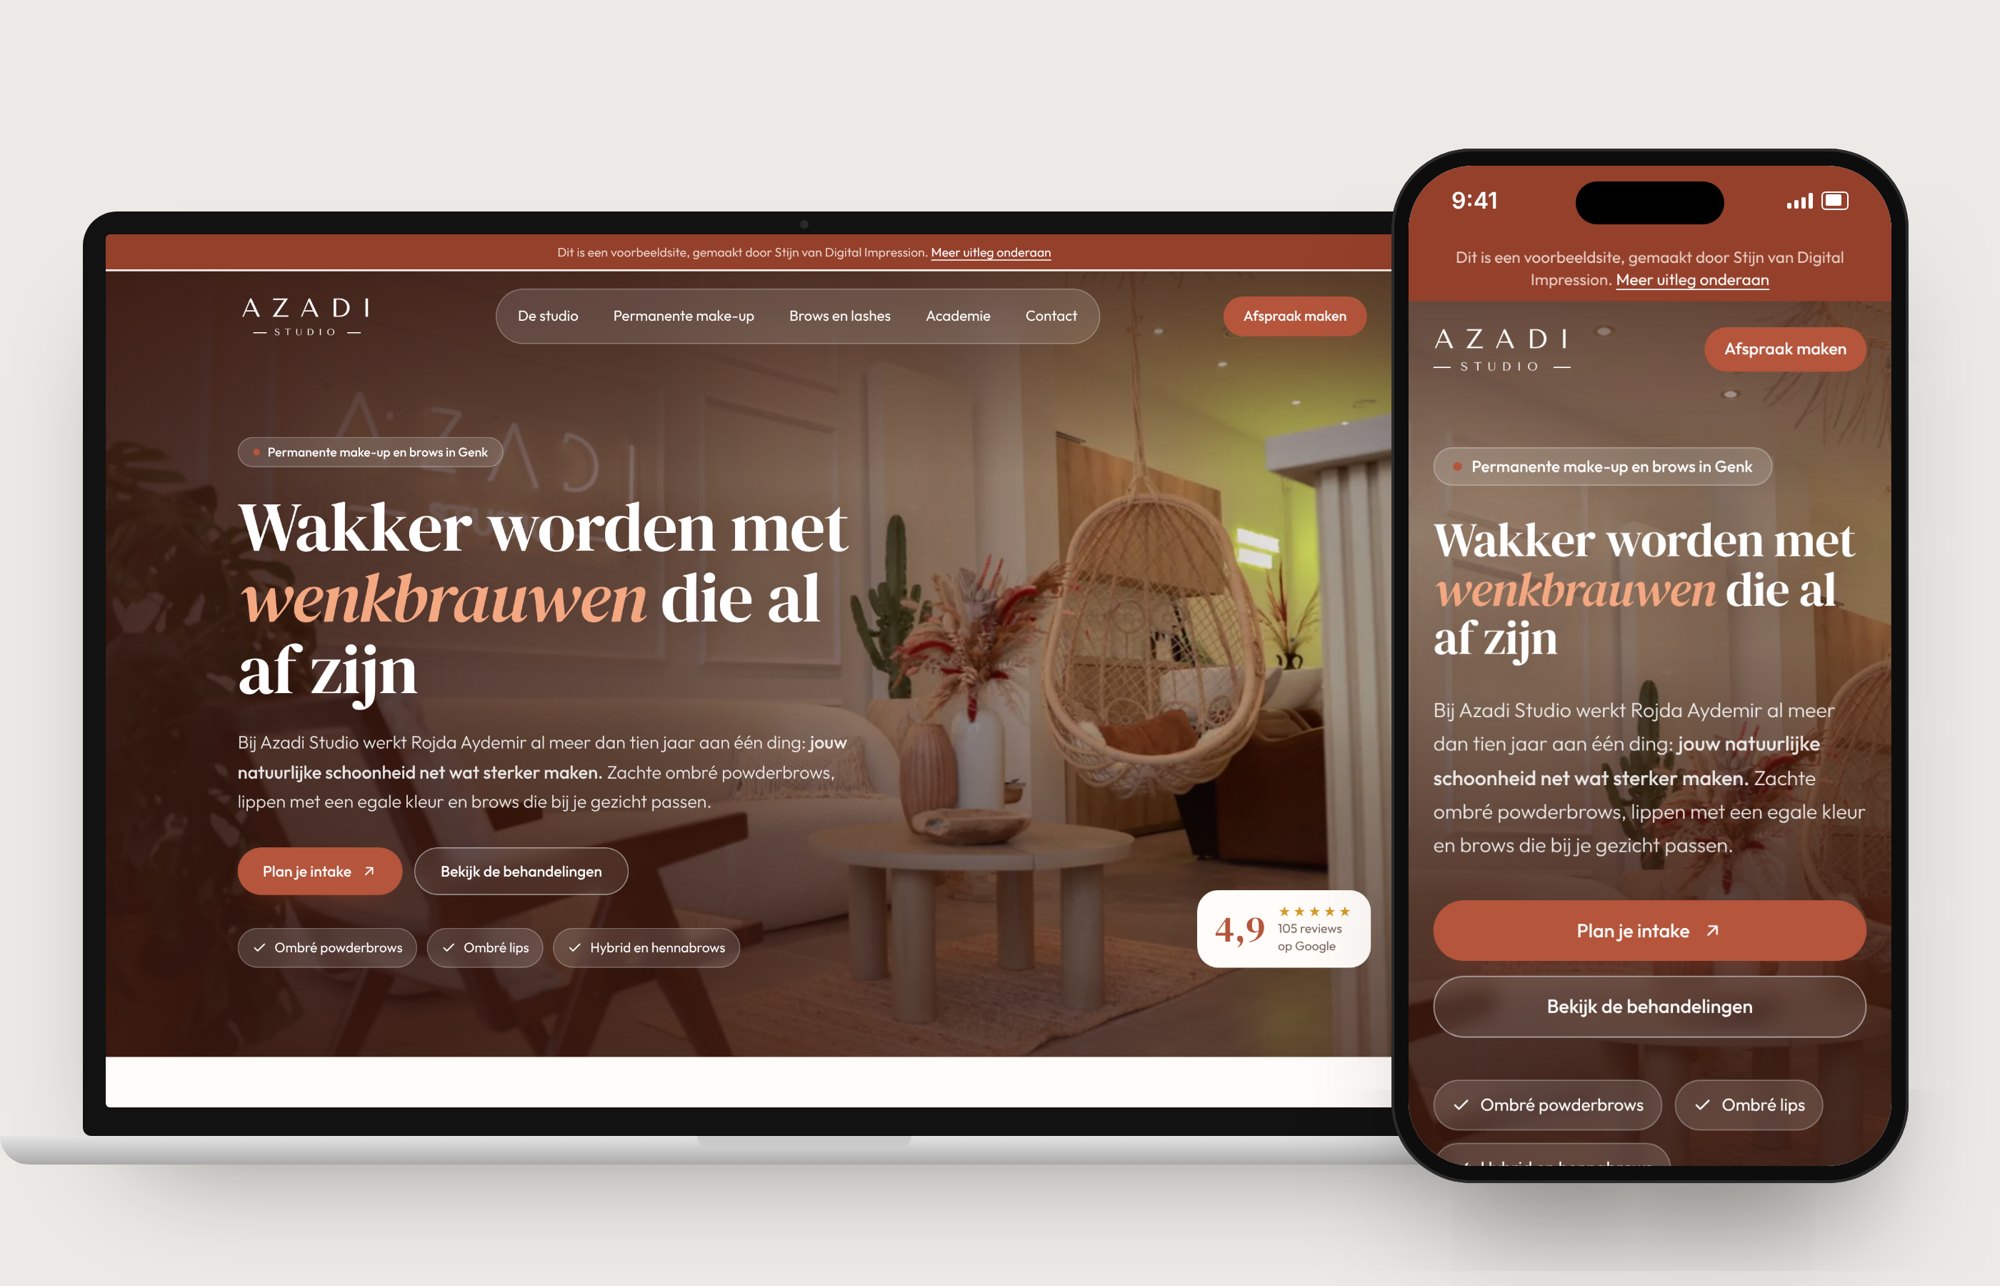 Dit is een voorbeeldsite, gemaakt door Stijn van Digital Impression. Meer uitleg onderaan
AZADI
STUDIO
De studio
Permanente make-up
Brows en lashes
Academie
Contact
Afspraak maken
AZADI
Permanente make-up en brows in Genk
Wakker worden met
wenkbrauwen die al
af zijn
Bij Azadi Studio werkt Rojda Aydemir al meer dan tien jaar aan één ding: jouw
natuurlijke schoonheid net wat sterker maken. Zachte ombré powderbrows,
lippen met een egale kleur en brows die bij je gezicht passen.
Plan je intake
Bekijk de behandelingen
Ombré powderbrows
Ombré lips
Hybrid en hennabrows
4,9
105 reviews
op Google
9:41
Dit is een voorbeeldsite, gemaakt door Stijn van Digital
Impression. Meer uitleg onderaan
AZADI
STUDIO
Afspraak maken
Permanente make-up en brows in Genk
Wakker worden met
wenkbrauwen die al
af zijn
Bij Azadi Studio werkt Rojda Aydemir al meer
dan tien jaar aan één ding: jouw natuurlijke
schoonheid net wat sterker maken. Zachte
ombré powderbrows, lippen met een egale kleur
en brows die bij je gezicht passen.
Plan je intake
Bekijk de behandelingen
Ombré powderbrows
Ombré lips
Hybrid en hennabrows